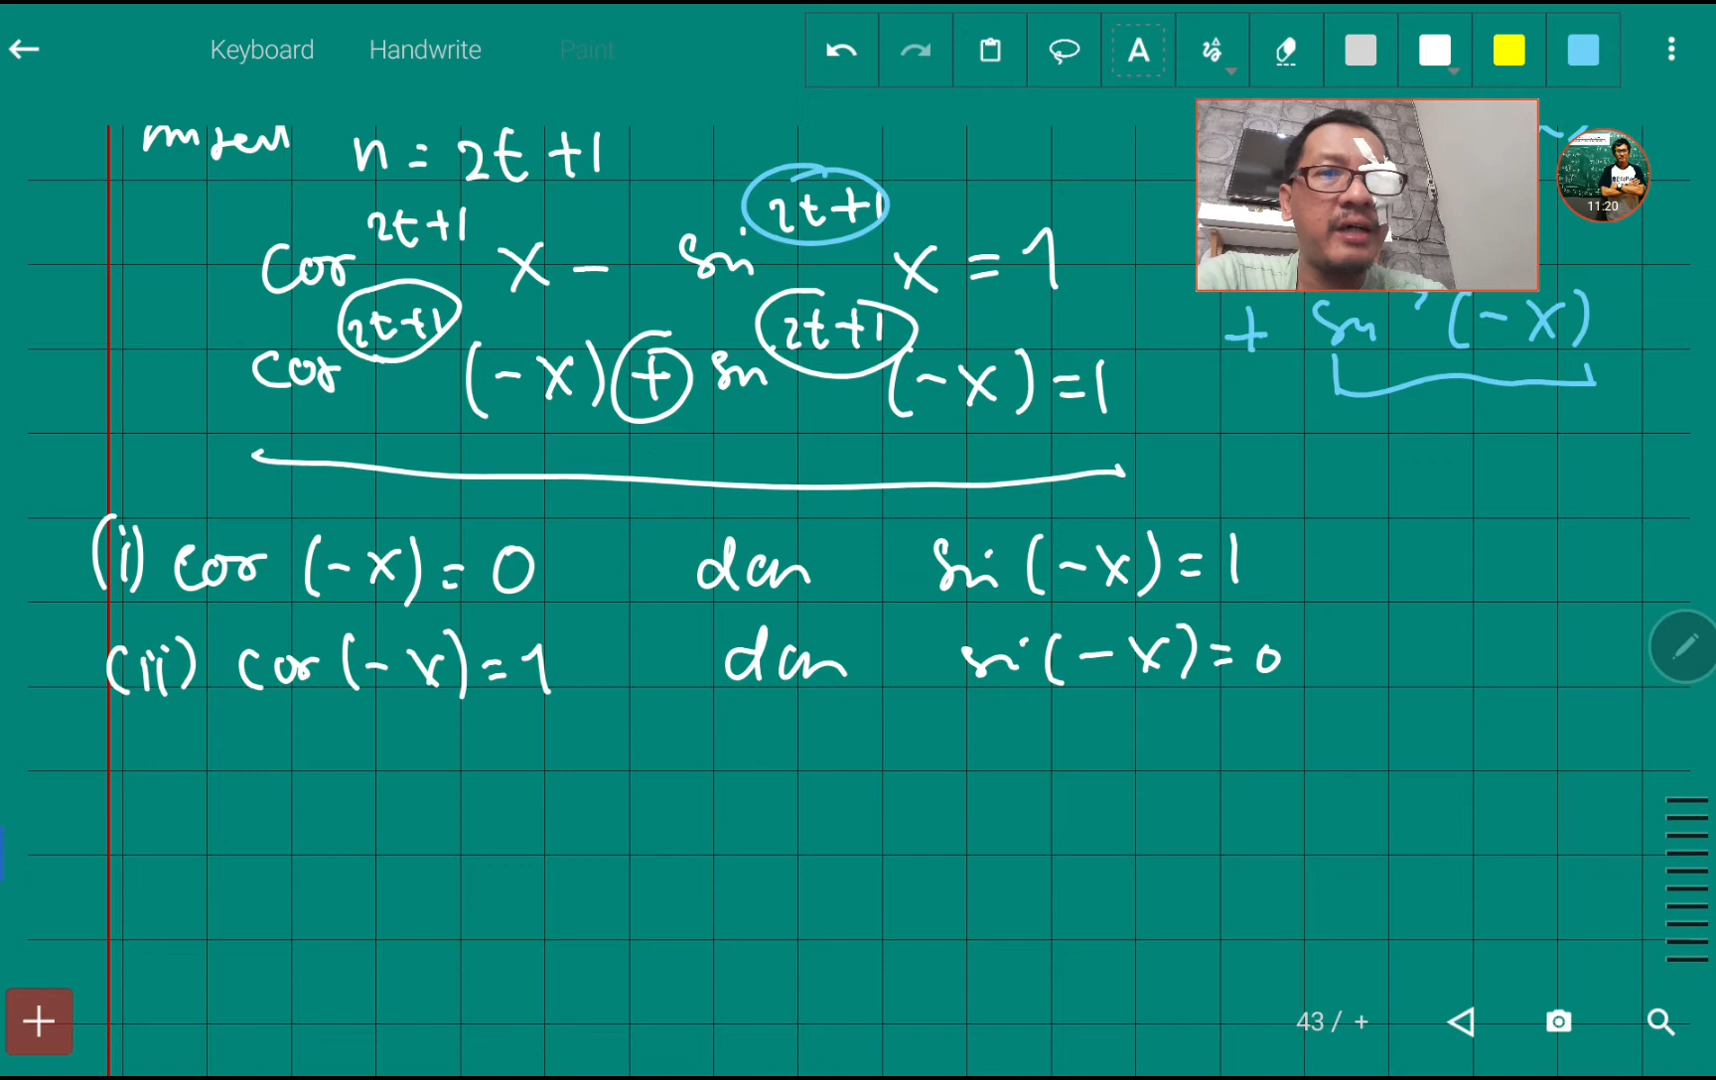 Keyboard Handwrite Paint A
n = 2t + 1
cos^{2t+1} x - sin^{2t+1} x = 1
cos^{2t+1} (-x) + sin^{2t+1} (-x) = 1
+ sin (-x)
(i) cos (-x) = 0 dan sin (-x) = 1
(ii) cos (-x) = 1 dan sin (-x) = 0
11:20
43 / +